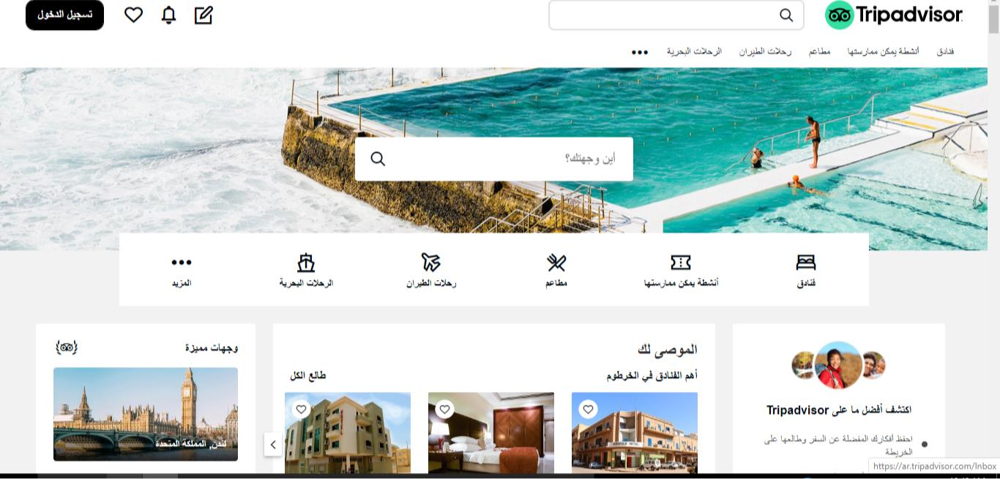 Tripadvisor
تسجيل الدخول
فنادق
أنشطة يمكن ممارستها
مطاعم
رحلات الطيران
الرحلات البحرية
أين وجهتك؟
فنادق
أنشطة يمكن ممارستها
مطاعم
رحلات الطيران
الرحلات البحرية
المزيد
اكتشف أفضل ما على Tripadvisor
احفظ أفكارك المفضلة عن السفر وطالعها على
الخريطة
الموصى لك
أهم الفنادق في الخرطوم
طالع الكل
وجهات مميزة
لندن, المملكة المتحدة
https://ar.tripadvisor.com/Inbox